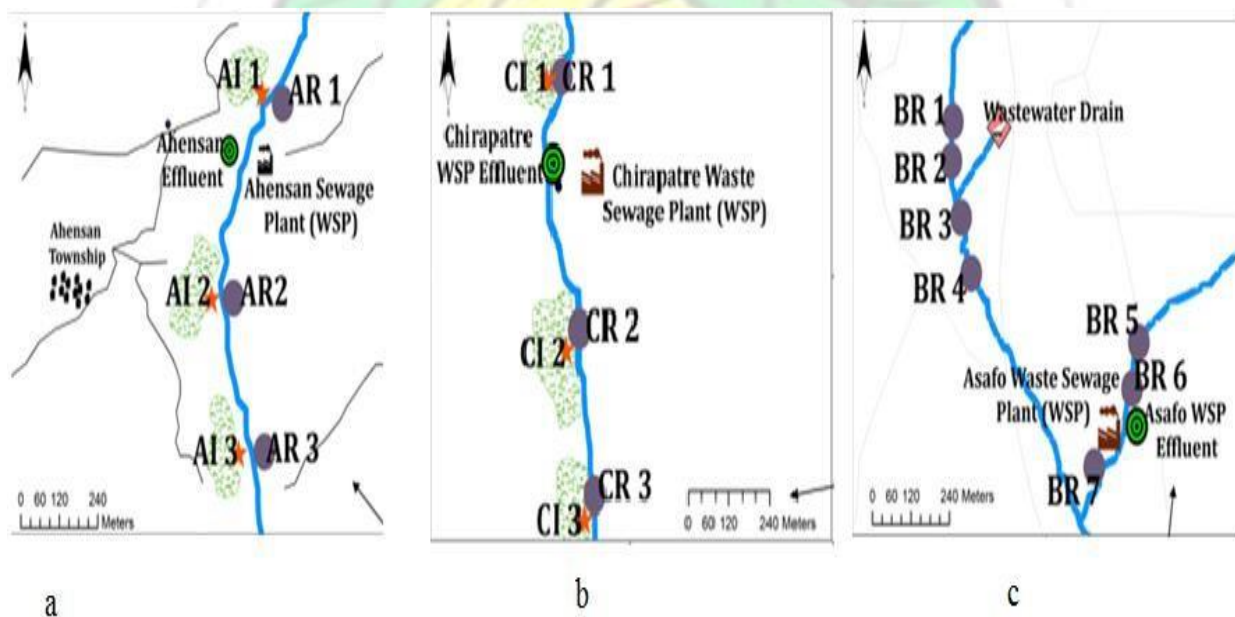 AI 1
AR 1
Ahensan
Effluent
Ahensan Sewage
Plant (WSP)
Ahensan
Township
AI 2
AR2
AI 3
AR 3
0 60 120 240
Meters
CI 1
CR 1
Chirapatre
WSP Effluent
Chirapatre Waste
Sewage Plant (WSP)
CR 2
CI 2
CR 3
CI 3
0 60 120 240 Meters
BR 1
Wastewater Drain
BR 2
BR 3
BR 4
BR 5
BR 6
Asafo Waste Sewage
Plant (WSP)
Asafo WSP
Effluent
BR 7
0 60 120 240 Meters
a
b
c